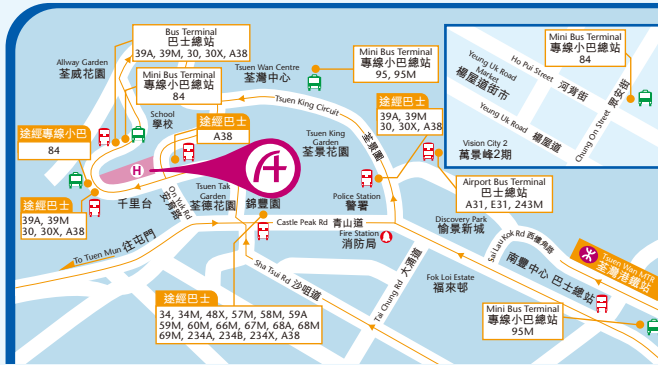 Bus Terminal
巴士總站
39A, 39M, 30, 30X, A38
Allway Garden
荃威花園
Mini Bus Terminal
專線小巴總站
84
School
學校
途經專線小巴
84
途經巴士
A38
途經巴士
39A, 39M
30, 30X, A38
千里台
H
On Yuk Rd
安育路
Tsuen Wan Centre
荃灣中心
Mini Bus Terminal
專線小巴總站
95, 95M
Tsuen King Circuit
Tsuen King
Garden
荃景花園
荃景圍
途經巴士
39A, 39M
30, 30X, A38
Tsuen Tak
Garden
荃德花園
錦豐園
Police Station
警署
Castle Peak Rd 青山道
Fire Station
消防局
To Tuen Mun 往屯門
Sha Tsui Rd 沙咀道
途經巴士
34, 34M, 48X, 57M, 58M, 59A
59M, 60M, 66M, 67M, 68A, 68M
69M, 234A, 234B, 234X, A38
Tai Chung Rd 大涌道
Fok Loi Estate
福來邨
Discovery Park
愉景新城
Sai Lau Kok Rd 西樓角路
Airport Bus Terminal
巴士總站
A31, E31, 243M
南豐中心 巴士總站
Tsuen Wan MTR
荃灣港鐵站
Mini Bus Terminal
專線小巴總站
95M
Yeung Uk Road
Market
楊屋道街市
Ho Pui Street 河背街
Yeung Uk Road 楊屋道
Vision City 2
萬景峰2期
Chung On Street 眾安街
Mini Bus Terminal
專線小巴總站
84